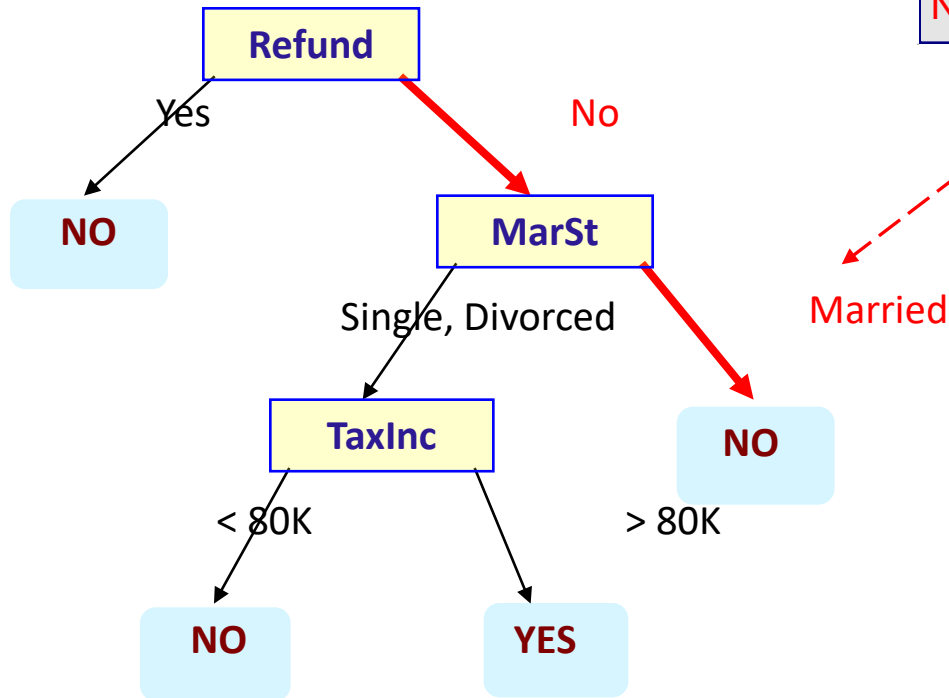 Refund
Yes
No
NO
MarSt
Single, Divorced
Married
TaxInc
NO
< 80K
> 80K
NO
YES